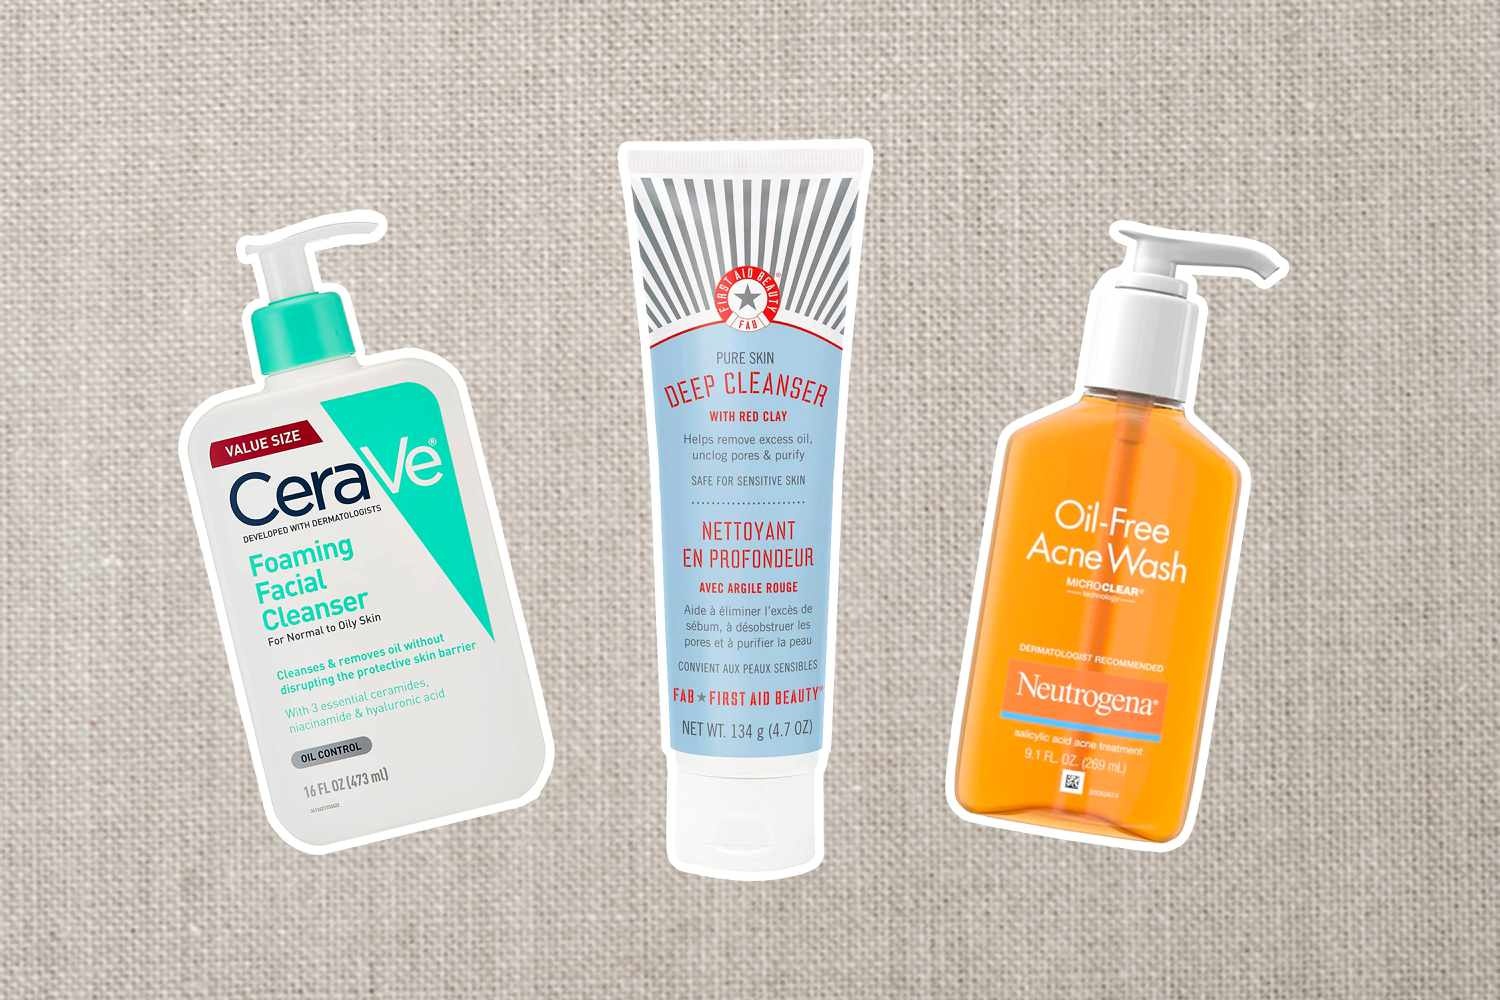 VALUE SIZE
CeraVe®
DEVELOPED WITH DERMATOLOGISTS
Foaming
Facial
Cleanser
For Normal to Oily Skin
Cleanses & removes oil without
disrupting the protective skin barrier
With 3 essential ceramides,
niacinamide & hyaluronic acid
OIL CONTROL
16 FL OZ (473 ml)
FIRST AID BEAUTY®
FAB
PURE SKIN
DEEP CLEANSER
WITH RED CLAY
Helps remove excess oil,
unclog pores & purify
SAFE FOR SENSITIVE SKIN
NETTOYANT
EN PROFONDEUR
AVEC ARGILE ROUGE
Aide à éliminer l'excès de
sébum, à désobstruer les
pores et à purifier la peau
CONVIENT AUX PEAUX SENSIBLES
FAB★FIRST AID BEAUTY®
NET WT. 134 g (4.7 OZ)
Oil-Free
Acne Wash
MICROCLEAR®
technology
DERMATOLOGIST RECOMMENDED
Neutrogena®
salicylic acid acne treatment
9.1 FL. OZ. (269 mL)